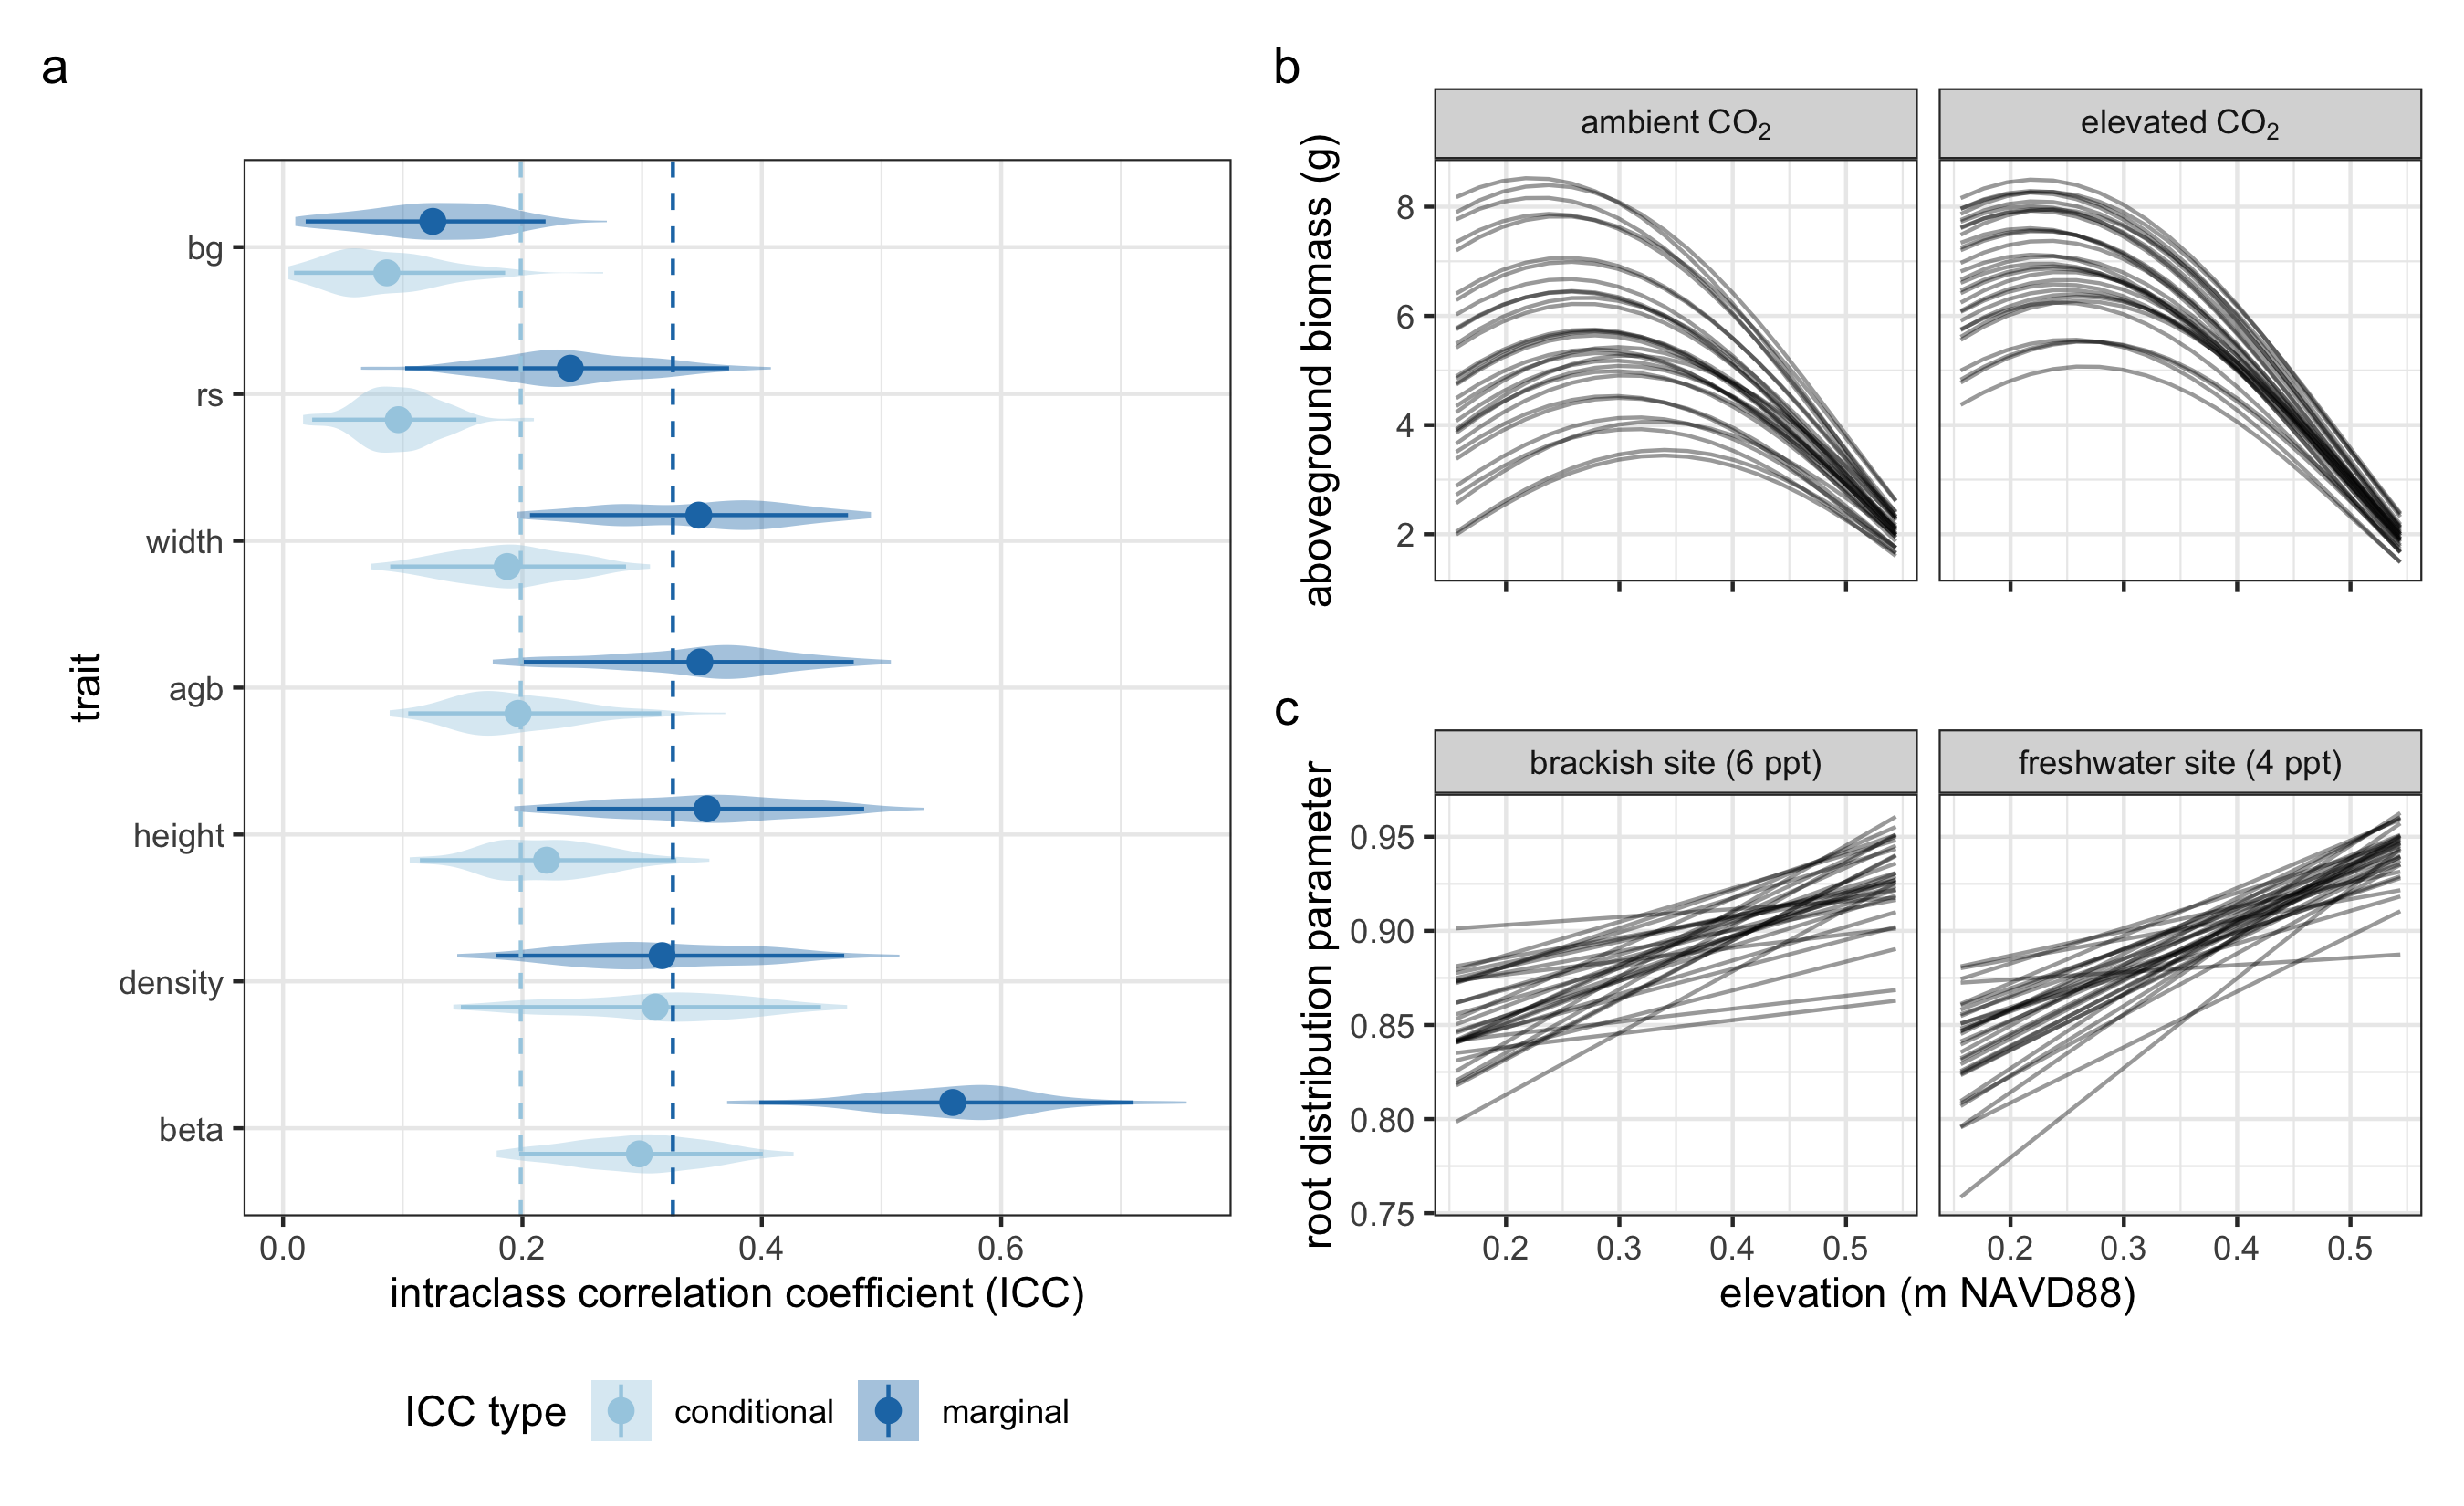 a
trait
bg
rs
width
agb
height
density
beta
0.0 0.2 0.4 0.6
intraclass correlation coefficient (ICC)
ICC type conditional marginal
b
ambient CO₂ elevated CO₂
aboveground biomass (g)
8
6
4
2
c
brackish site (6 ppt) freshwater site (4 ppt)
root distribution parameter
0.95
0.90
0.85
0.80
0.75
0.2 0.3 0.4 0.5 0.2 0.3 0.4 0.5
elevation (m NAVD88)